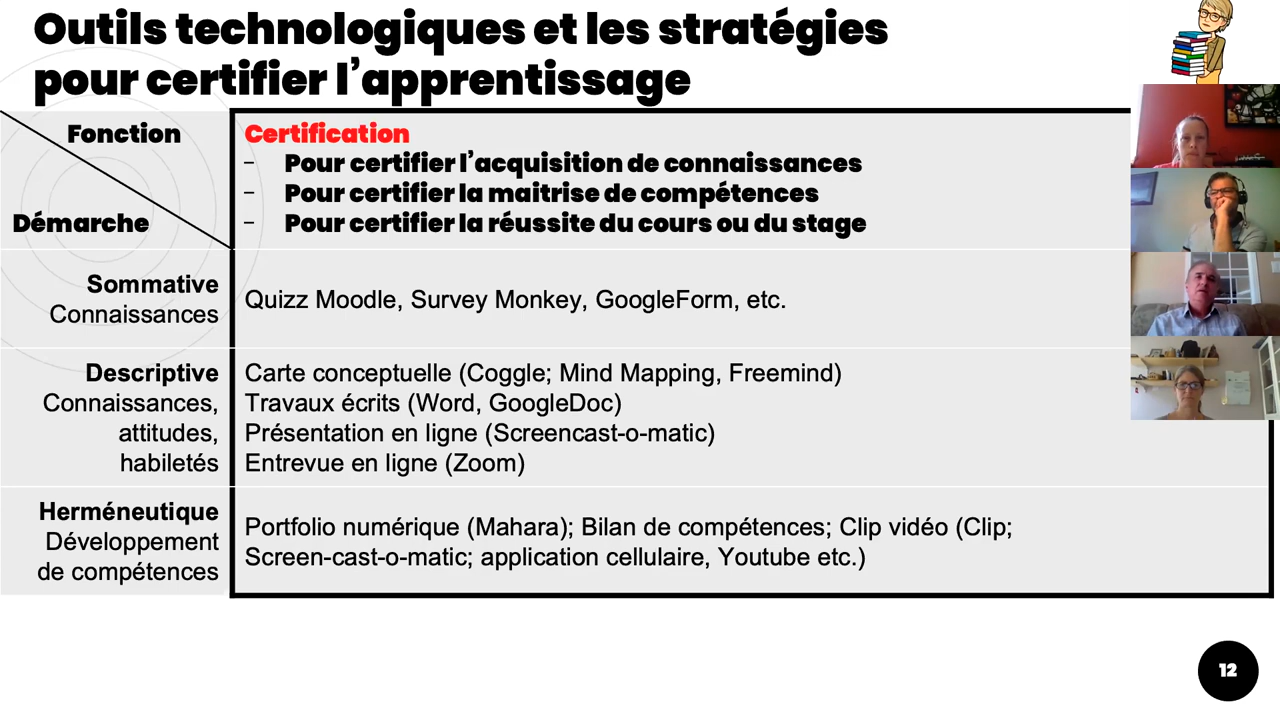 Outils technologiques et les stratégies
pour certifier l’apprentissage
Fonction
Démarche
Certification
– Pour certifier l’acquisition de connaissances
– Pour certifier la maitrise de compétences
– Pour certifier la réussite du cours ou du stage
Sommative
Connaissances
Quizz Moodle, Survey Monkey, GoogleForm, etc.
Descriptive
Connaissances,
attitudes,
habiletés
Carte conceptuelle (Coggle; Mind Mapping, Freemind)
Travaux écrits (Word, GoogleDoc)
Présentation en ligne (Screencast-o-matic)
Entrevue en ligne (Zoom)
Herméneutique
Développement
de compétences
Portfolio numérique (Mahara); Bilan de compétences; Clip vidéo (Clip;
Screen-cast-o-matic; application cellulaire, Youtube etc.)
12